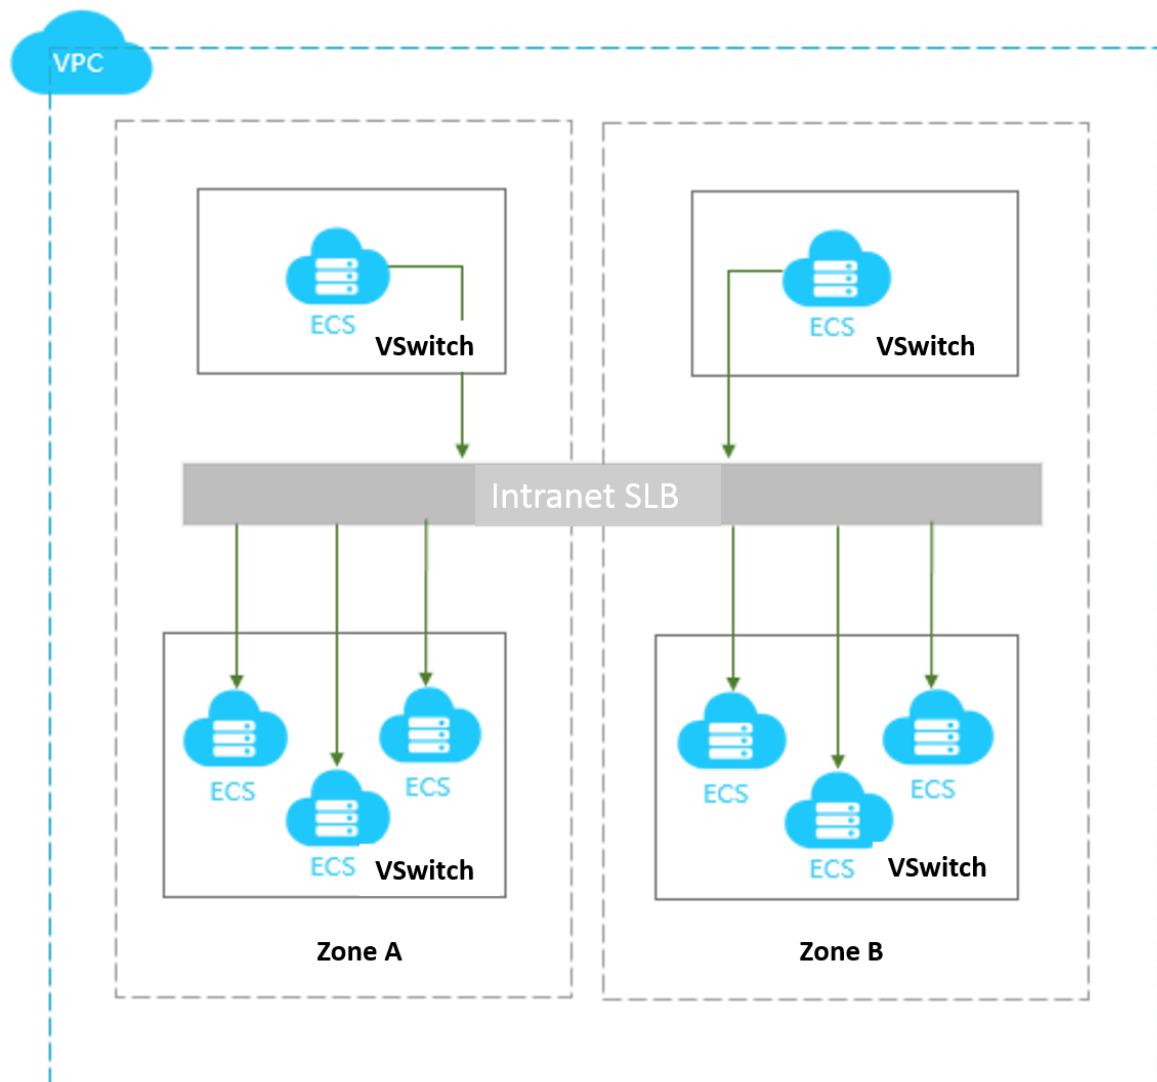 VPC
ECS
VSwitch
ECS
VSwitch
Intranet SLB
ECS
ECS
ECS
VSwitch
ECS
ECS
ECS
VSwitch
Zone A
Zone B